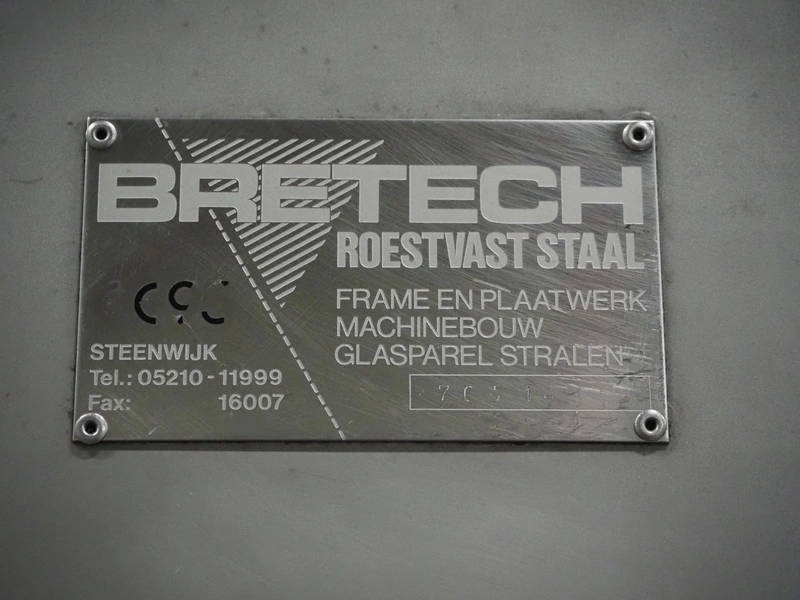 BRETECH
ROESTVAST STAAL
FRAME EN PLAATWERK
MACHINEBOUW
GLASPAREL STRALEN
STEENWIJK
Tel.: 05210-11999
Fax: 16007